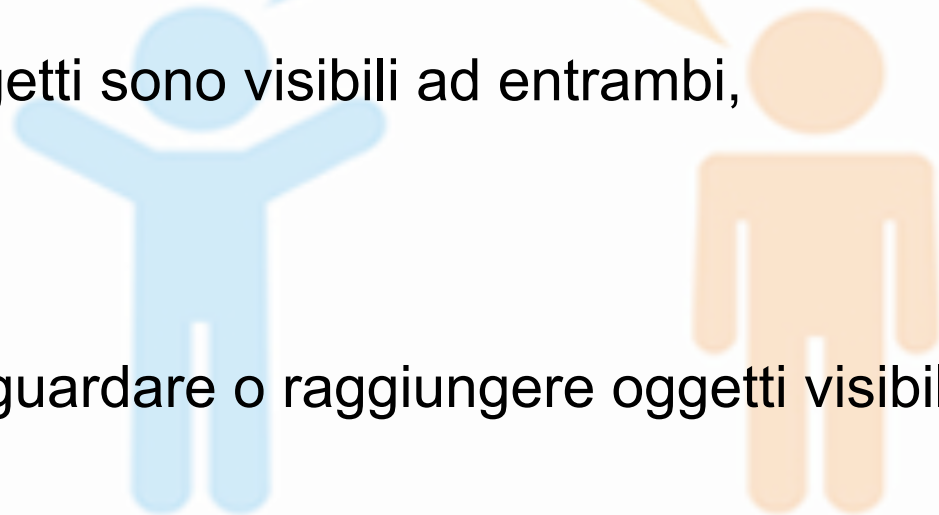 getti sono visibili ad entrambi,
guardare o raggiungere oggetti visibil